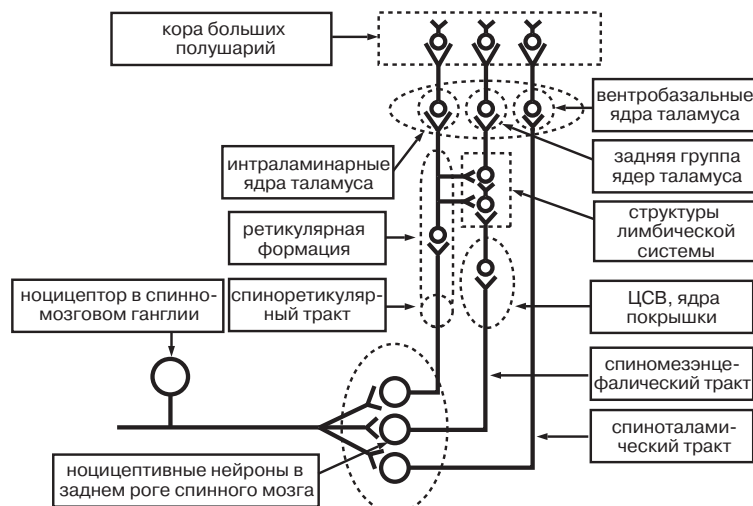 кора больших
полушарий
вентробазальные
ядра таламуса
интраламинарные
ядра таламуса
задняя группа
ядер таламуса
ретикулярная
формация
структуры
лимбической
системы
ноцицептор в спинно-
мозговом ганглии
спиноретикуляр-
ный тракт
ЦСВ, ядра
покрышки
спиномезэнце-
фалический тракт
спиноталами-
ческий тракт
ноцицептивные нейроны в
заднем роге спинного мозга